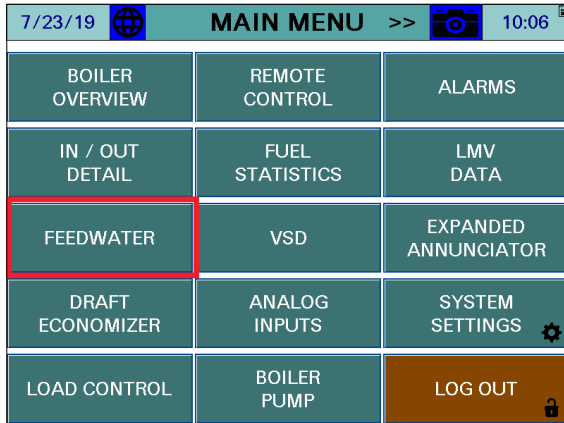 7/23/19 MAIN MENU >> 10:06
BOILER
OVERVIEW
REMOTE
CONTROL
ALARMS
IN / OUT
DETAIL
FUEL
STATISTICS
LMV
DATA
FEEDWATER
VSD
EXPANDED
ANNUNCIATOR
DRAFT
ECONOMIZER
ANALOG
INPUTS
SYSTEM
SETTINGS
LOAD CONTROL
BOILER
PUMP
LOG OUT